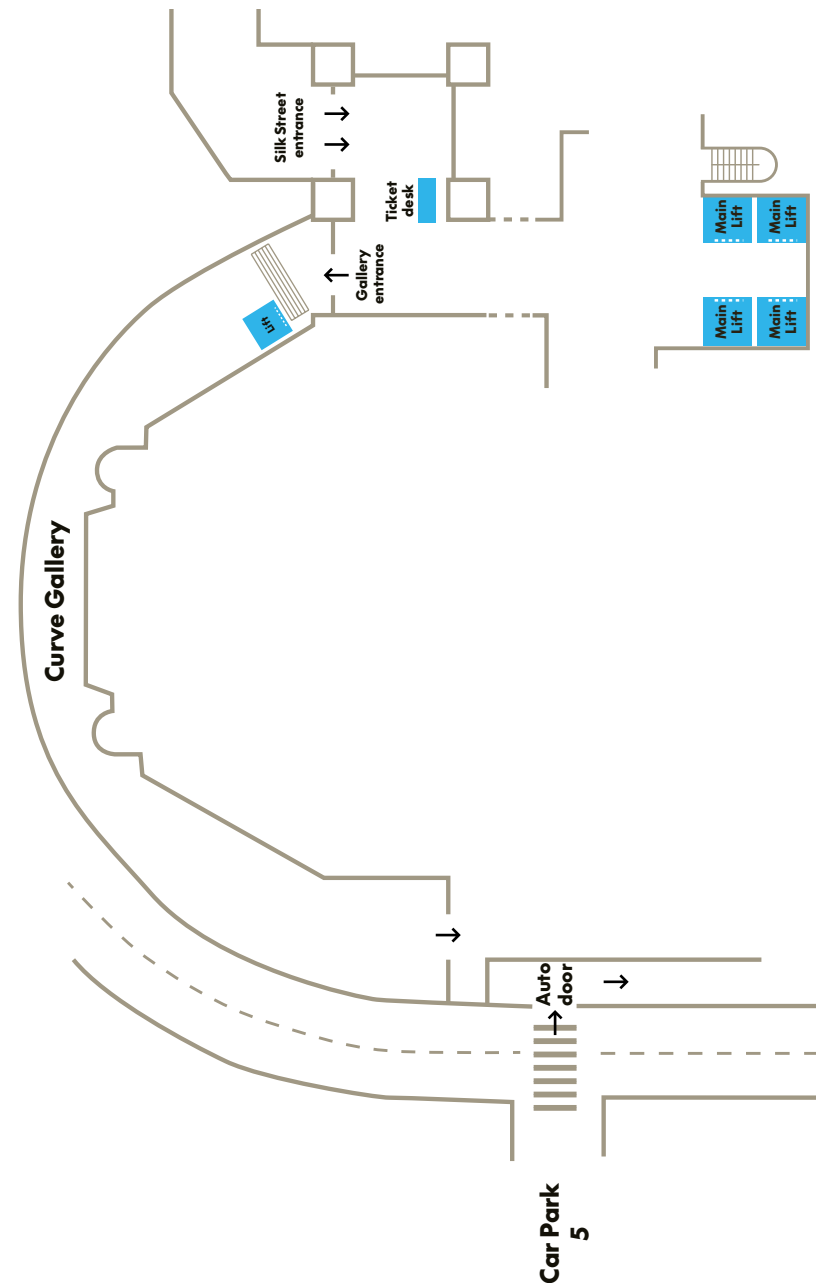 Silk Street
entrance
Ticket
desk
Gallery
entrance
Lift
Main
Lift
Main
Lift
Main
Lift
Main
Lift
Curve Gallery
Auto
door
Car Park
5